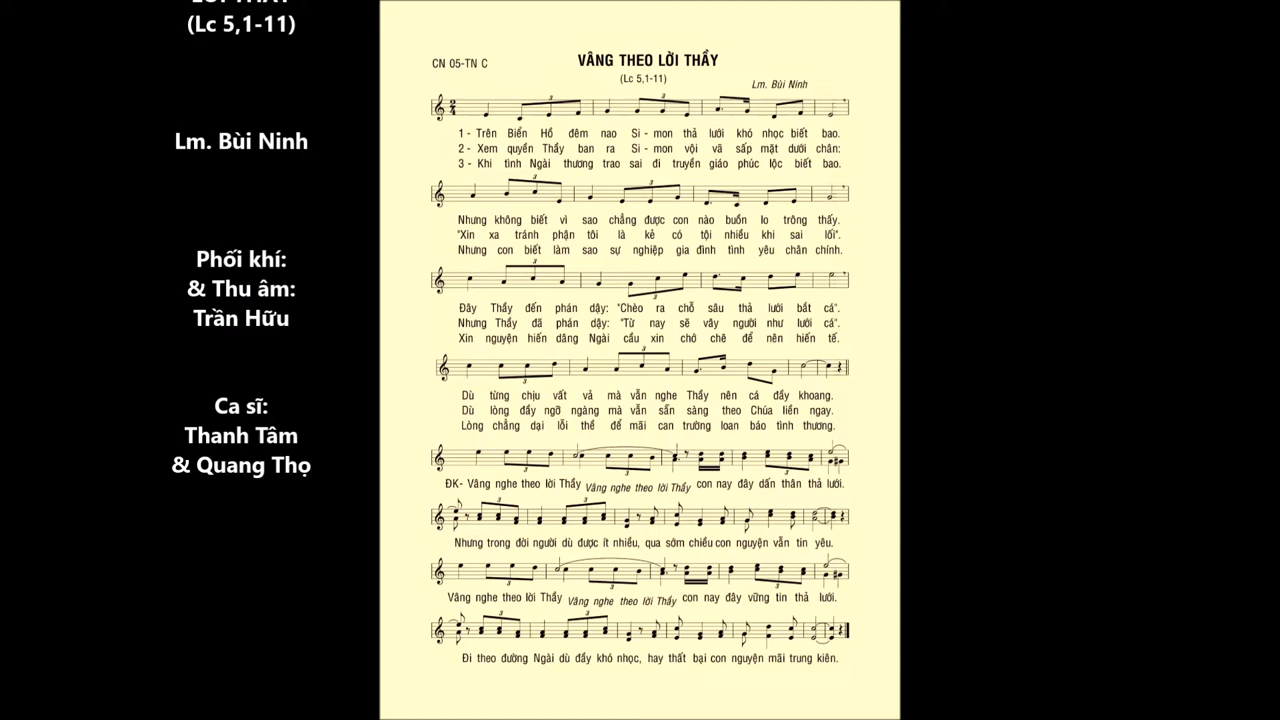 LỜI THẦY
(Lc 5,1-11)
Lm. Bùi Ninh
Phối khí:
& Thu âm:
Trần Hữu
Ca sĩ:
Thanh Tâm
& Quang Thọ
CN 05-TN C
VÂNG THEO LỜI THẦY
(Lc 5,1-11)
Lm. Bùi Ninh
1 - Trên Biển Hồ đêm nao Si - mon thả lưới khó nhọc biết bao.
2 - Xem quyền Thầy ban ra Si - mon vội vã sấp mặt dưới chân:
3 - Khi tình Ngài thương trao sai đi truyền giáo phúc lộc biết bao.
Nhưng không biết vì sao chẳng được con nào buồn lo trông thấy.
"Xin xa tránh phận tôi là kẻ có tội nhiều khi sai lối".
Nhưng con biết làm sao sự nghiệp gia đình tình yêu chân chính.
Đây Thầy đến phán dậy: "Chèo ra chỗ sâu thả lưới bắt cá".
Nhưng Thầy đã phán dậy: "Từ nay sẽ vây người như lưới cá".
Xin nguyện hiến dâng Ngài cầu xin chở che để nên hiến tế.
Dù từng chịu vất vả mà vẫn nghe Thầy nên cá đầy khoang.
Dù lòng đầy ngỡ ngàng mà vẫn sẵn sàng theo Chúa liền ngay.
Lòng chẳng dại lỗi thề để mãi can trường loan báo tình thương.
ĐK- Vâng nghe theo lời Thầy Vâng nghe theo lời Thầy con nay đây dấn thân thả lưới.
Nhưng trong đời người dù được ít nhiều, qua sớm chiều con nguyện vẫn tin yêu.
Vâng nghe theo lời Thầy Vâng nghe theo lời Thầy con nay đây vững tin thả lưới.
Đi theo đường Ngài dù đầy khó nhọc, hay thất bại con nguyện mãi trung kiên.